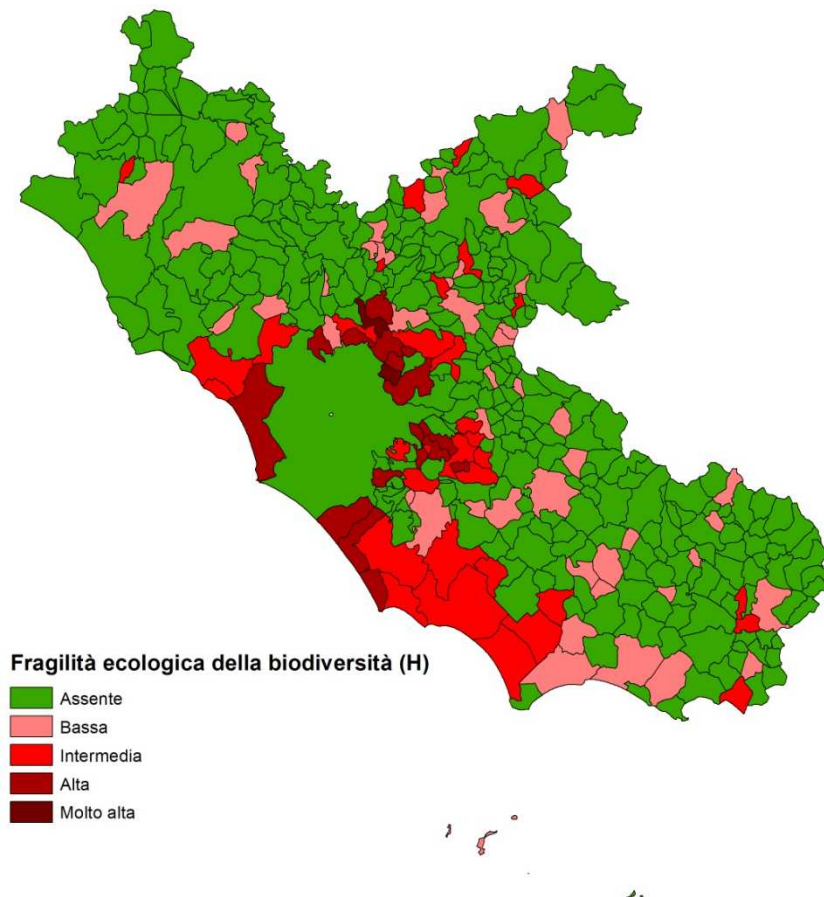 Fragilità ecologica della biodiversità (H)
Assente
Bassa
Intermedia
Alta
Molto alta